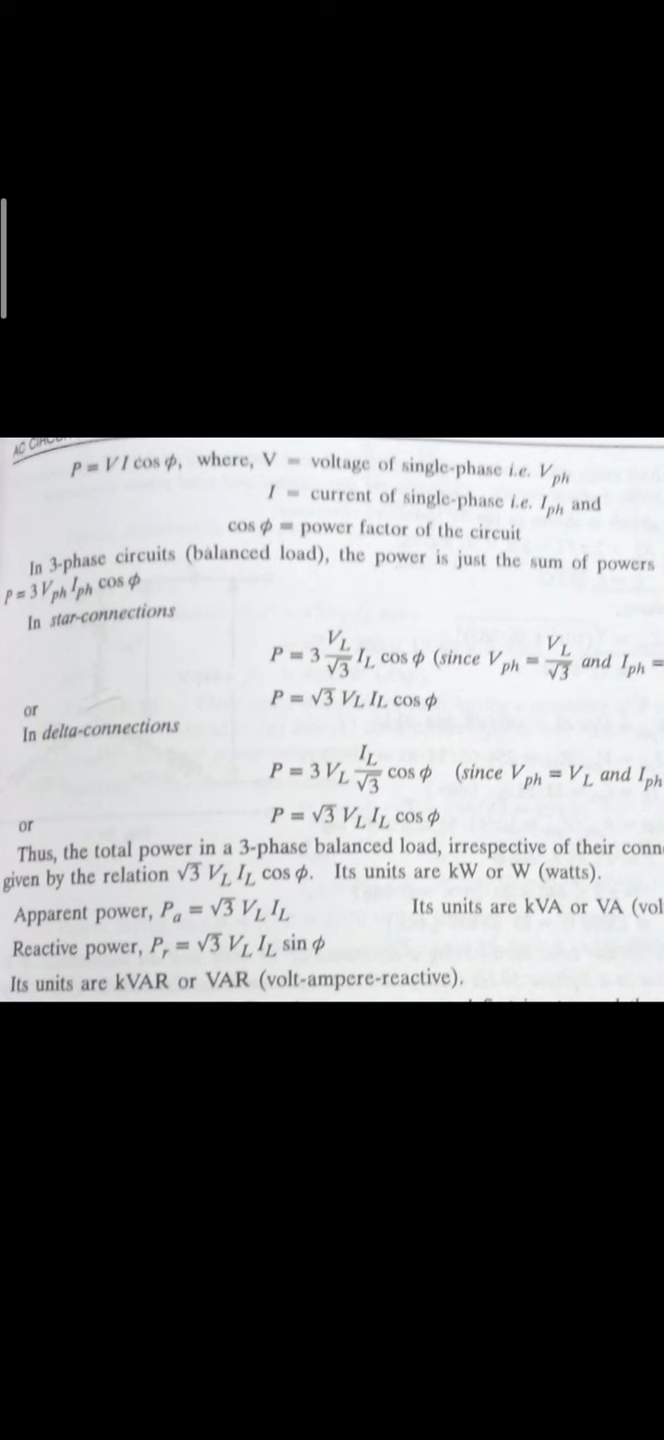 AC CIRCU
P = V I cos ϕ, where, V = voltage of single-phase i.e. V_ph
I = current of single-phase i.e. I_ph and
cos ϕ = power factor of the circuit
In 3-phase circuits (balanced load), the power is just the sum of powers
P = 3 V_ph I_ph cos ϕ
In star-connections
P = 3 V_L/√3 I_L cos ϕ (since V_ph = V_L/√3 and I_ph =
or P = √3 V_L I_L cos ϕ
In delta-connections
P = 3 V_L I_L/√3 cos ϕ (since V_ph = V_L and I_ph
or P = √3 V_L I_L cos ϕ
Thus, the total power in a 3-phase balanced load, irrespective of their conn
given by the relation √3 V_L I_L cos ϕ. Its units are kW or W (watts).
Apparent power, P_a = √3 V_L I_L Its units are kVA or VA (vol
Reactive power, P_r = √3 V_L I_L sin ϕ
Its units are kVAR or VAR (volt-ampere-reactive).